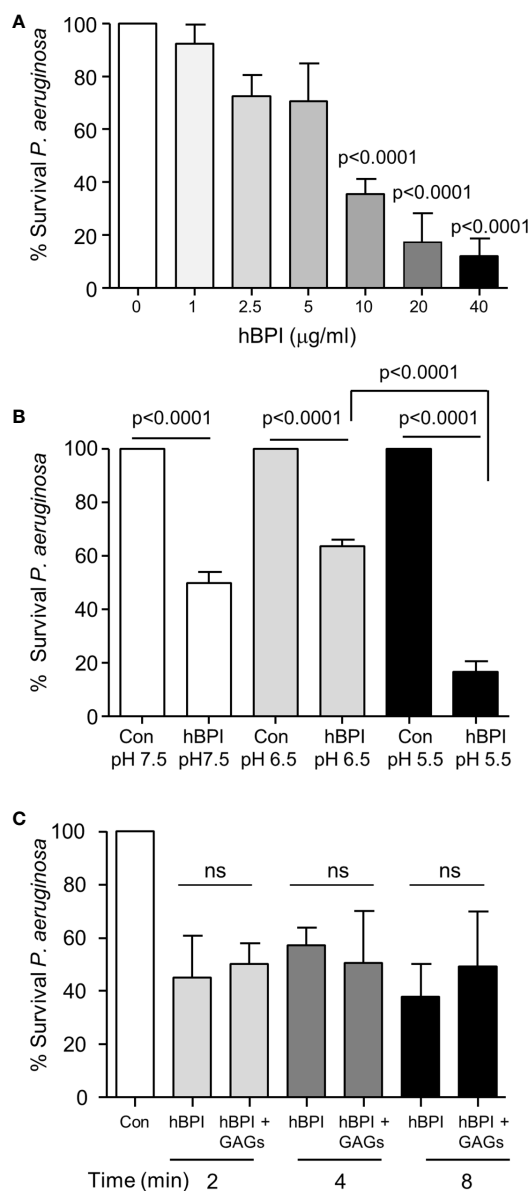 A
% Survival P. aeruginosa
100
80
60
40
20
0
p<0.0001
p<0.0001
p<0.0001
0 1 2.5 5 10 20 40
hBPI (μg/ml)
B
% Survival P. aeruginosa
p<0.0001
p<0.0001 p<0.0001 p<0.0001
100
80
60
40
20
0
Con hBPI Con hBPI Con hBPI
pH 7.5 pH7.5 pH 6.5 pH 6.5 pH 5.5 pH 5.5
C
% Survival P. aeruginosa
100
80
60
40
20
0
ns ns ns
Con hBPI hBPI + hBPI hBPI + hBPI hBPI +
GAGs GAGs GAGs
Time (min) 2 4 8